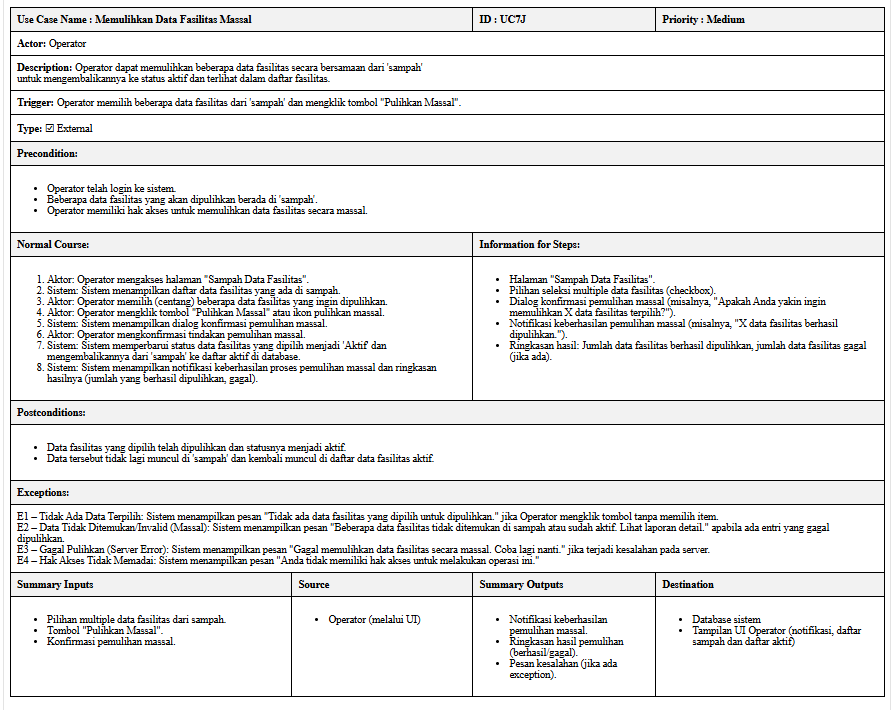 Use Case Name : Memulihkan Data Fasilitas Massal
ID : UC7J
Priority : Medium
Actor: Operator
Description: Operator dapat memulihkan beberapa data fasilitas secara bersamaan dari 'sampah'
untuk mengembalikannya ke status aktif dan terlihat dalam daftar fasilitas.
Trigger: Operator memilih beberapa data fasilitas dari 'sampah' dan mengklik tombol "Pulihkan Massal".
Type: ☑ External
Precondition:
• Operator telah login ke sistem.
• Beberapa data fasilitas yang akan dipulihkan berada di 'sampah'.
• Operator memiliki hak akses untuk memulihkan data fasilitas secara massal.
Normal Course:
1. Aktor: Operator mengakses halaman "Sampah Data Fasilitas".
2. Sistem: Sistem menampilkan daftar data fasilitas yang ada di sampah.
3. Aktor: Operator memilih (centang) beberapa data fasilitas yang ingin dipulihkan.
4. Aktor: Operator mengklik tombol "Pulihkan Massal" atau ikon pulihkan massal.
5. Sistem: Sistem menampilkan dialog konfirmasi pemulihan massal.
6. Aktor: Operator mengkonfirmasi tindakan pemulihan massal.
7. Sistem: Sistem memperbarui status data fasilitas yang dipilih menjadi 'Aktif' dan
mengembalikannya dari 'sampah' ke daftar aktif di database.
8. Sistem: Sistem menampilkan notifikasi keberhasilan proses pemulihan massal dan ringkasan
hasilnya (jumlah yang berhasil dipulihkan, gagal).
Information for Steps:
• Halaman "Sampah Data Fasilitas".
• Pilihan seleksi multiple data fasilitas (checkbox).
• Dialog konfirmasi pemulihan massal (misalnya, "Apakah Anda yakin ingin
memulihkan X data fasilitas terpilih?").
• Notifikasi keberhasilan pemulihan massal (misalnya, "X data fasilitas berhasil
dipulihkan.").
• Ringkasan hasil: Jumlah data fasilitas berhasil dipulihkan, jumlah data fasilitas gagal
(jika ada).
Postconditions:
• Data fasilitas yang dipilih telah dipulihkan dan statusnya menjadi aktif.
• Data tersebut tidak lagi muncul di 'sampah' dan kembali muncul di daftar data fasilitas aktif.
Exceptions:
E1 – Tidak Ada Data Terpilih: Sistem menampilkan pesan "Tidak ada data fasilitas yang dipilih untuk dipulihkan." jika Operator mengklik tombol tanpa memilih item.
E2 – Data Tidak Ditemukan/Invalid (Massal): Sistem menampilkan pesan "Beberapa data fasilitas tidak ditemukan di sampah atau sudah aktif. Lihat laporan detail." apabila ada entri yang gagal
dipulihkan.
E3 – Gagal Pulihkan (Server Error): Sistem menampilkan pesan "Gagal memulihkan data fasilitas secara massal. Coba lagi nanti." jika terjadi kesalahan pada server.
E4 – Hak Akses Tidak Memadai: Sistem menampilkan pesan "Anda tidak memiliki hak akses untuk melakukan operasi ini."
Summary Inputs
• Pilihan multiple data fasilitas dari sampah.
• Tombol "Pulihkan Massal".
• Konfirmasi pemulihan massal.
Source
• Operator (melalui UI)
Summary Outputs
• Notifikasi keberhasilan
pemulihan massal.
• Ringkasan hasil pemulihan
(berhasil/gagal).
• Pesan kesalahan (jika ada
exception).
Destination
• Database sistem
• Tampilan UI Operator (notifikasi, daftar
sampah dan daftar aktif)